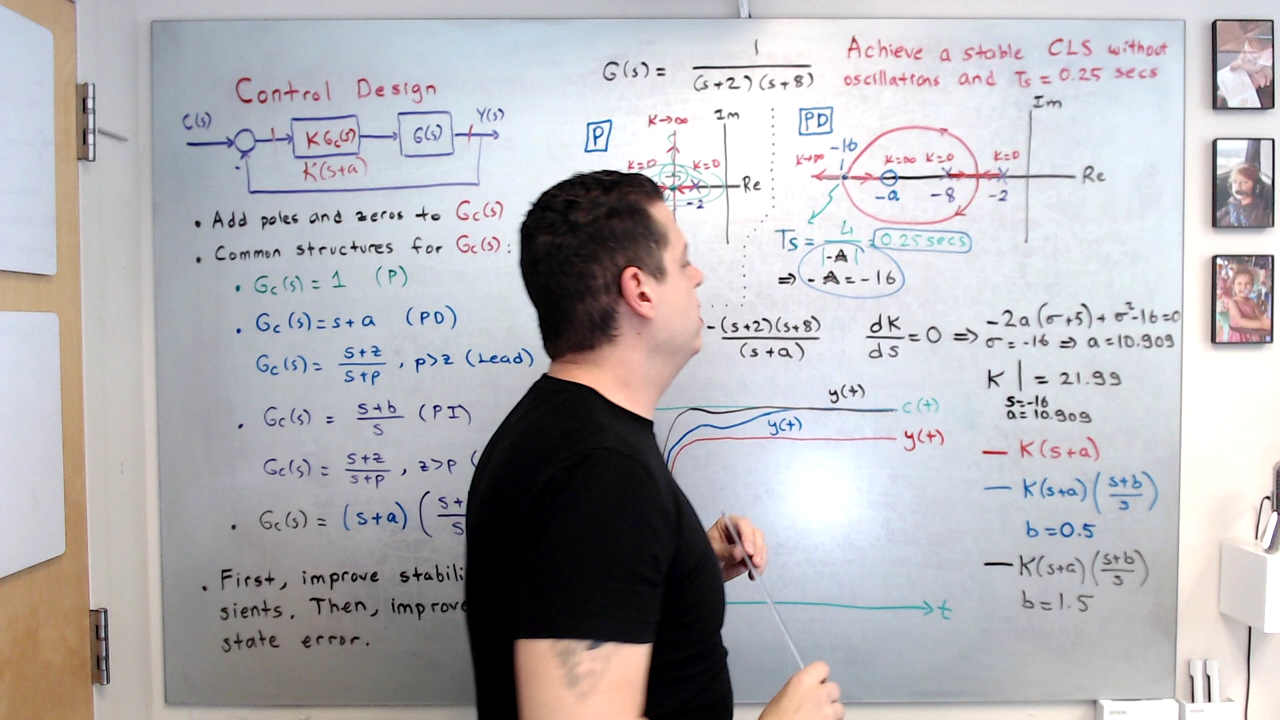 Control Design
C(s)
KGc(s)
G(s)
Y(s)
-
K(s+a)
• Add poles and zeros to Gc(s)
• Common structures for Gc(s):
• Gc(s) = 1 (P)
• Gc(s) = s+a (PD)
Gc(s) = s+z / s+p , p>z (Lead)
• Gc(s) = s+b / s (PI)
Gc(s) = s+z / s+p , z>p (
• Gc(s) = (s+a) ( s+ / s
• First, improve stabili
sients. Then, improve
state error.
G(s) = 1 / (s+2)(s+8)
Achieve a stable CLS without
oscillations and Ts = 0.25 secs
P
K→∞
Im
K=0
K=0
-5
-2
Re
PD
Im
-16
K→∞
K=∞
K=0
K=0
-a
-8
-2
Re
Ts = 4 / |-A| = 0.25 secs
⇒ -A = -16
-(s+2)(s+8) / (s+a)
dK/ds = 0 ⇒ -2a(σ+5) + σ²-16=0
σ = -16 ⇒ a=10.909
K | = 21.99
s=-16
a=10.909
y(t)
c(t)
y(t)
y(t)
t
— K(s+a)
— K(s+a) ( s+b / s )
b=0.5
— K(s+a) ( s+b / s )
b=1.5